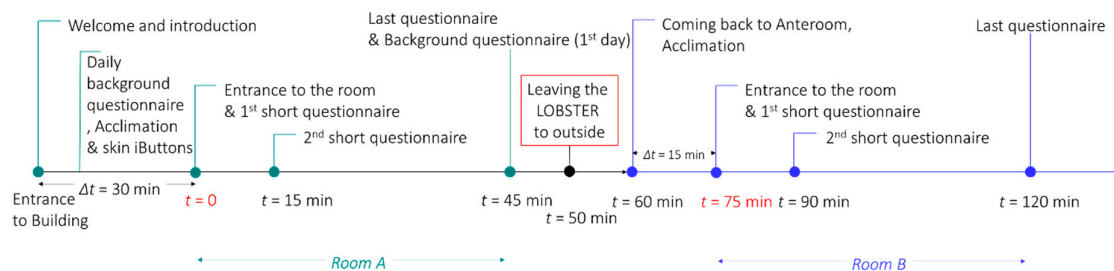 Welcome and introduction
Daily
background
questionnaire
, Acclimation
& skin iButtons
Entrance to the room
& 1st short questionnaire
2nd short questionnaire
Last questionnaire
& Background questionnaire (1st day)
Leaving the
LOBSTER
to outside
Coming back to Anteroom,
Acclimation
Entrance to the room
& 1st short questionnaire
2nd short questionnaire
Last questionnaire
Δt = 30 min
Δt = 15 min
Entrance
to Building
t = 0
t = 15 min
t = 45 min
t = 50 min
t = 60 min
t = 75 min
t = 90 min
t = 120 min
Room A
Room B